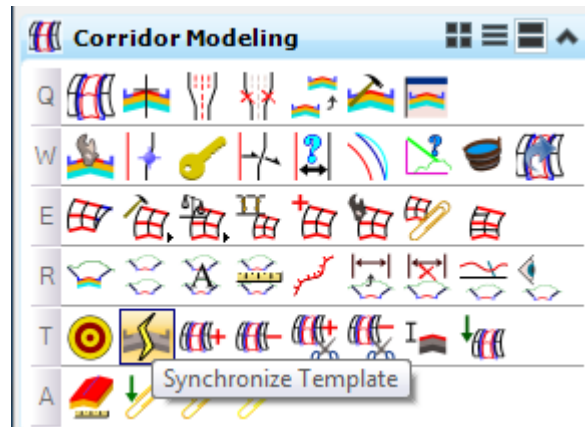 Corridor Modeling
Q
W
E
R
A
T
I
Synchronize Template
A